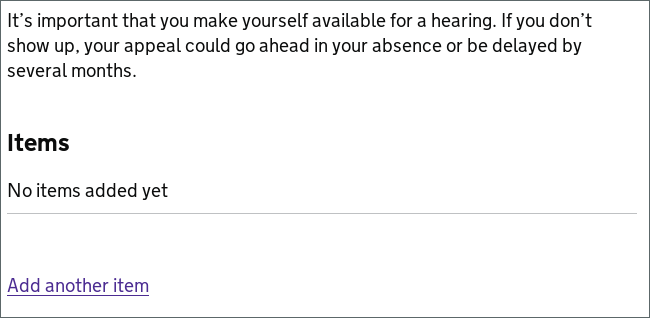 It's important that you make yourself available for a hearing. If you don't
show up, your appeal could go ahead in your absence or be delayed by
several months.
Items
No items added yet
Add another item